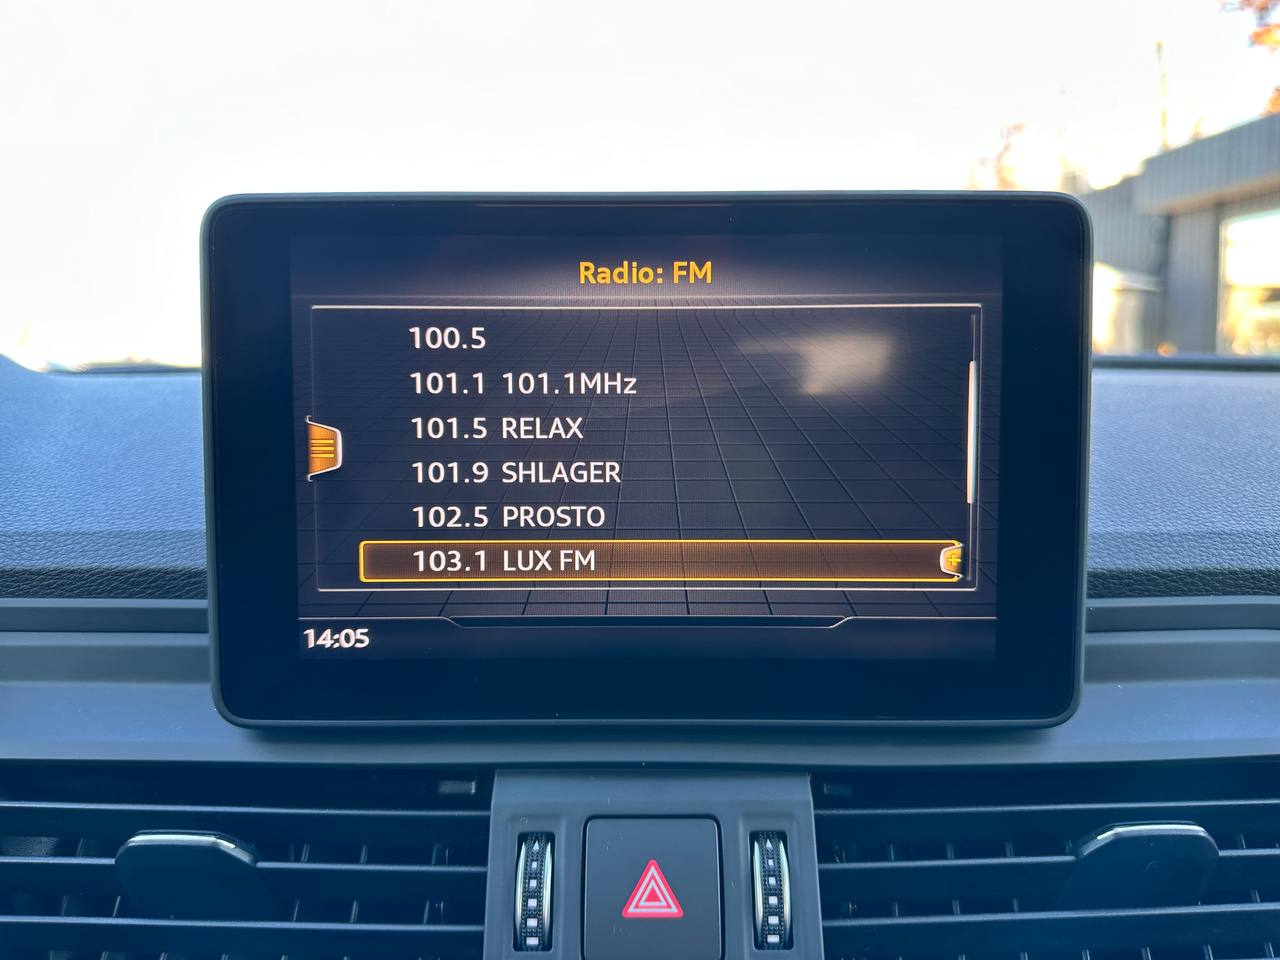 Radio: FM
100.5
101.1 101.1MHz
101.5 RELAX
101.9 SHLAGER
102.5 PROSTO
103.1 LUX FM
14:05